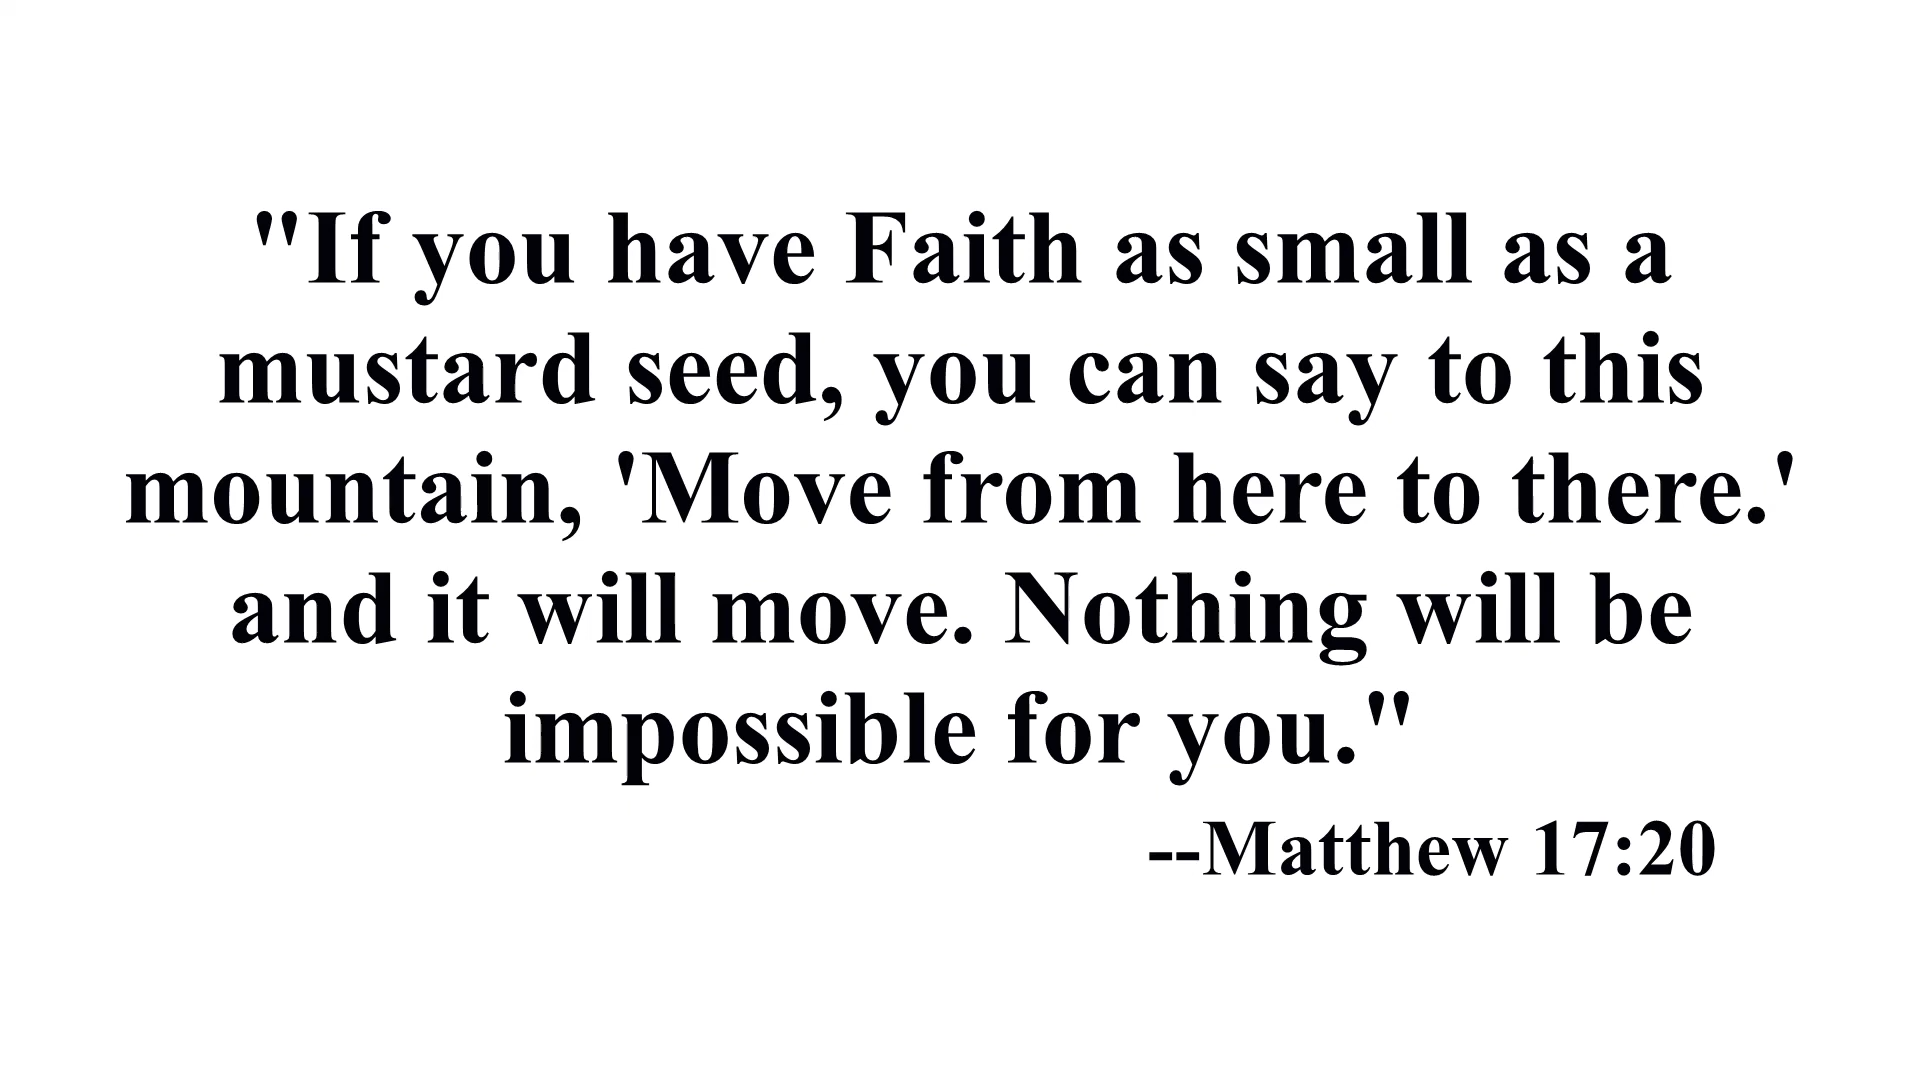 "If you have Faith as small as a
mustard seed, you can say to this
mountain, 'Move from here to there.'
and it will move. Nothing will be
impossible for you."
--Matthew 17:20